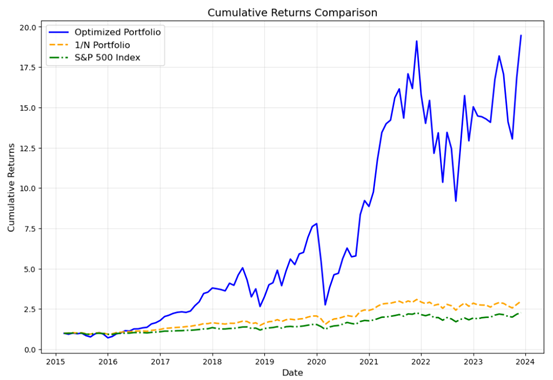 Cumulative Returns Comparison
Optimized Portfolio
1/N Portfolio
S&P 500 Index
Cumulative Returns
20.0
17.5
15.0
12.5
10.0
7.5
5.0
2.5
0.0
2015 2016 2017 2018 2019 2020 2021 2022 2023 2024
Date